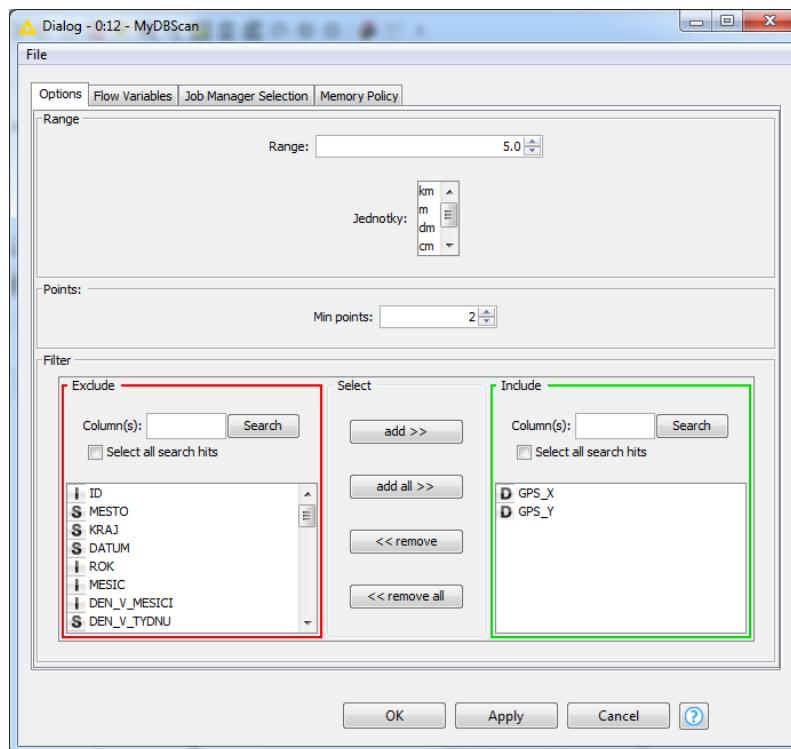 Dialog - 0:12 - MyDBScan
File
Options Flow Variables Job Manager Selection Memory Policy
Range
Range: 5.0
km
Jednotky: m
dm
cm
Points:
Min points: 2
Filter
Exclude Select Include
Column(s): Search add >> Column(s): Search
Select all search hits Select all search hits
add all >>
I ID D GPS_X
S MESTO D GPS_Y
S KRAJ
S DATUM << remove
I ROK
I MESIC
I DEN_V_MESICI << remove all
S DEN_V_TYDNU
OK Apply Cancel ?